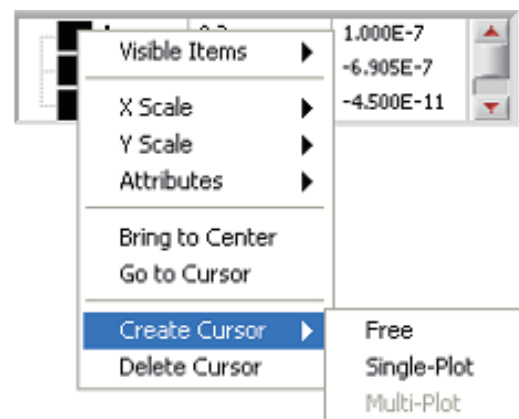 1.000E-7
-6.905E-7
-4.500E-11
Visible Items
X Scale
Y Scale
Attributes
Bring to Center
Go to Cursor
Create Cursor
Delete Cursor
Free
Single-Plot
Multi-Plot